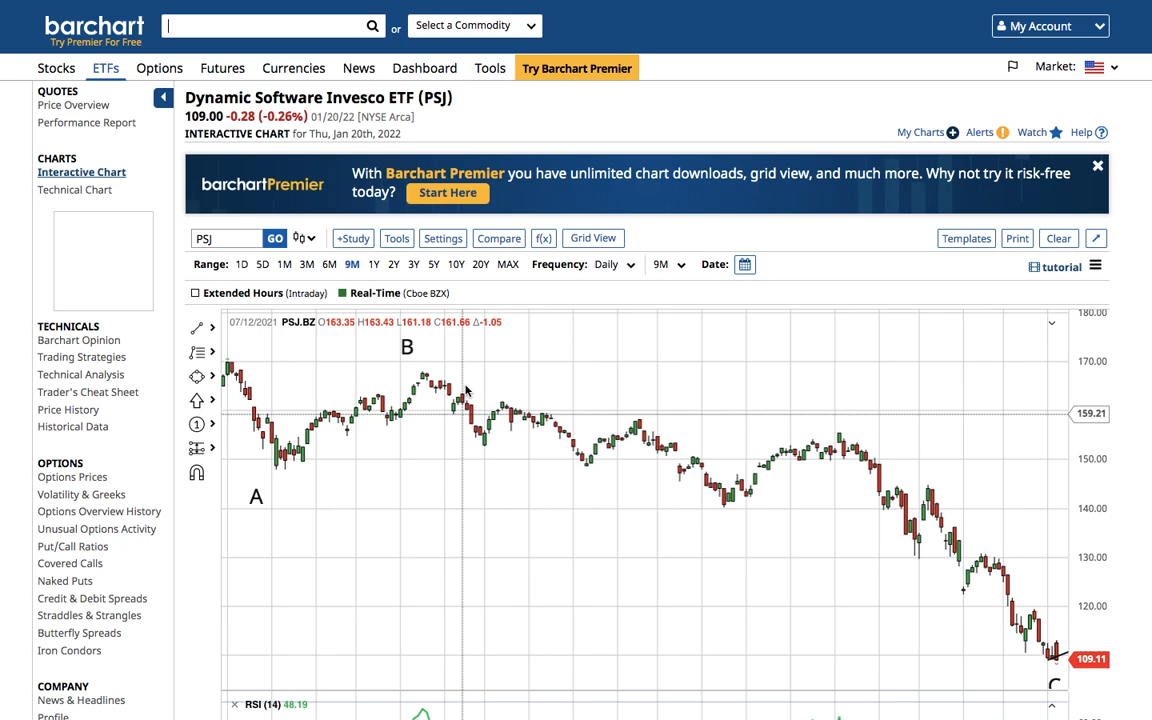 barchart
Try Premier For Free
or
Select a Commodity
My Account
Stocks ETFs Options Futures Currencies News Dashboard Tools Try Barchart Premier
Market:
QUOTES
Price Overview
Performance Report
CHARTS
Interactive Chart
Technical Chart
TECHNICALS
Barchart Opinion
Trading Strategies
Technical Analysis
Trader's Cheat Sheet
Price History
Historical Data
OPTIONS
Options Prices
Volatility & Greeks
Options Overview History
Unusual Options Activity
Put/Call Ratios
Covered Calls
Naked Puts
Credit & Debit Spreads
Straddles & Strangles
Butterfly Spreads
Iron Condors
COMPANY
News & Headlines
Profile
Dynamic Software Invesco ETF (PSJ)
109.00 -0.28 (-0.26%) 01/20/22 [NYSE Arca]
INTERACTIVE CHART for Thu, Jan 20th, 2022
My Charts Alerts Watch Help
barchartPremier
With Barchart Premier you have unlimited chart downloads, grid view, and much more. Why not try it risk-free
today? Start Here
PSJ GO +Study Tools Settings Compare f(x) Grid View Templates Print Clear
Range: 1D 5D 1M 3M 6M 9M 1Y 2Y 3Y 5Y 10Y 20Y MAX Frequency: Daily 9M Date:
tutorial
Extended Hours (Intraday) Real-Time (Cboe BZX)
07/12/2021 PSJ.BZ O163.35 H163.43 L161.18 C161.66 Δ-1.05
180.00
B
170.00
159.21
150.00
A
140.00
130.00
120.00
109.11
C
1
RSI (14) 48.19